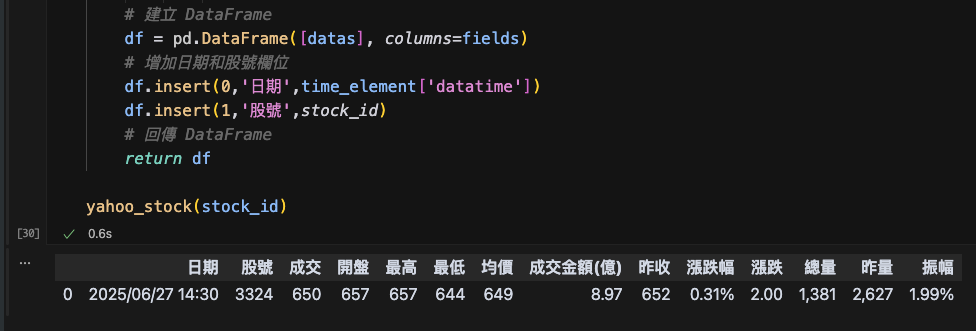 # 建立 DataFrame
df = pd.DataFrame([datas], columns=fields)
# 增加日期和股號欄位
df.insert(0,'日期',time_element['datatime'])
df.insert(1,'股號',stock_id)
# 回傳 DataFrame
return df
yahoo_stock(stock_id)
[30] ✓ 0.6s
... 日期 股號 成交 開盤 最高 最低 均價 成交金額(億) 昨收 漲跌幅 漲跌 總量 昨量 振幅
0 2025/06/27 14:30 3324 650 657 657 644 649 8.97 652 0.31% 2.00 1,381 2,627 1.99%